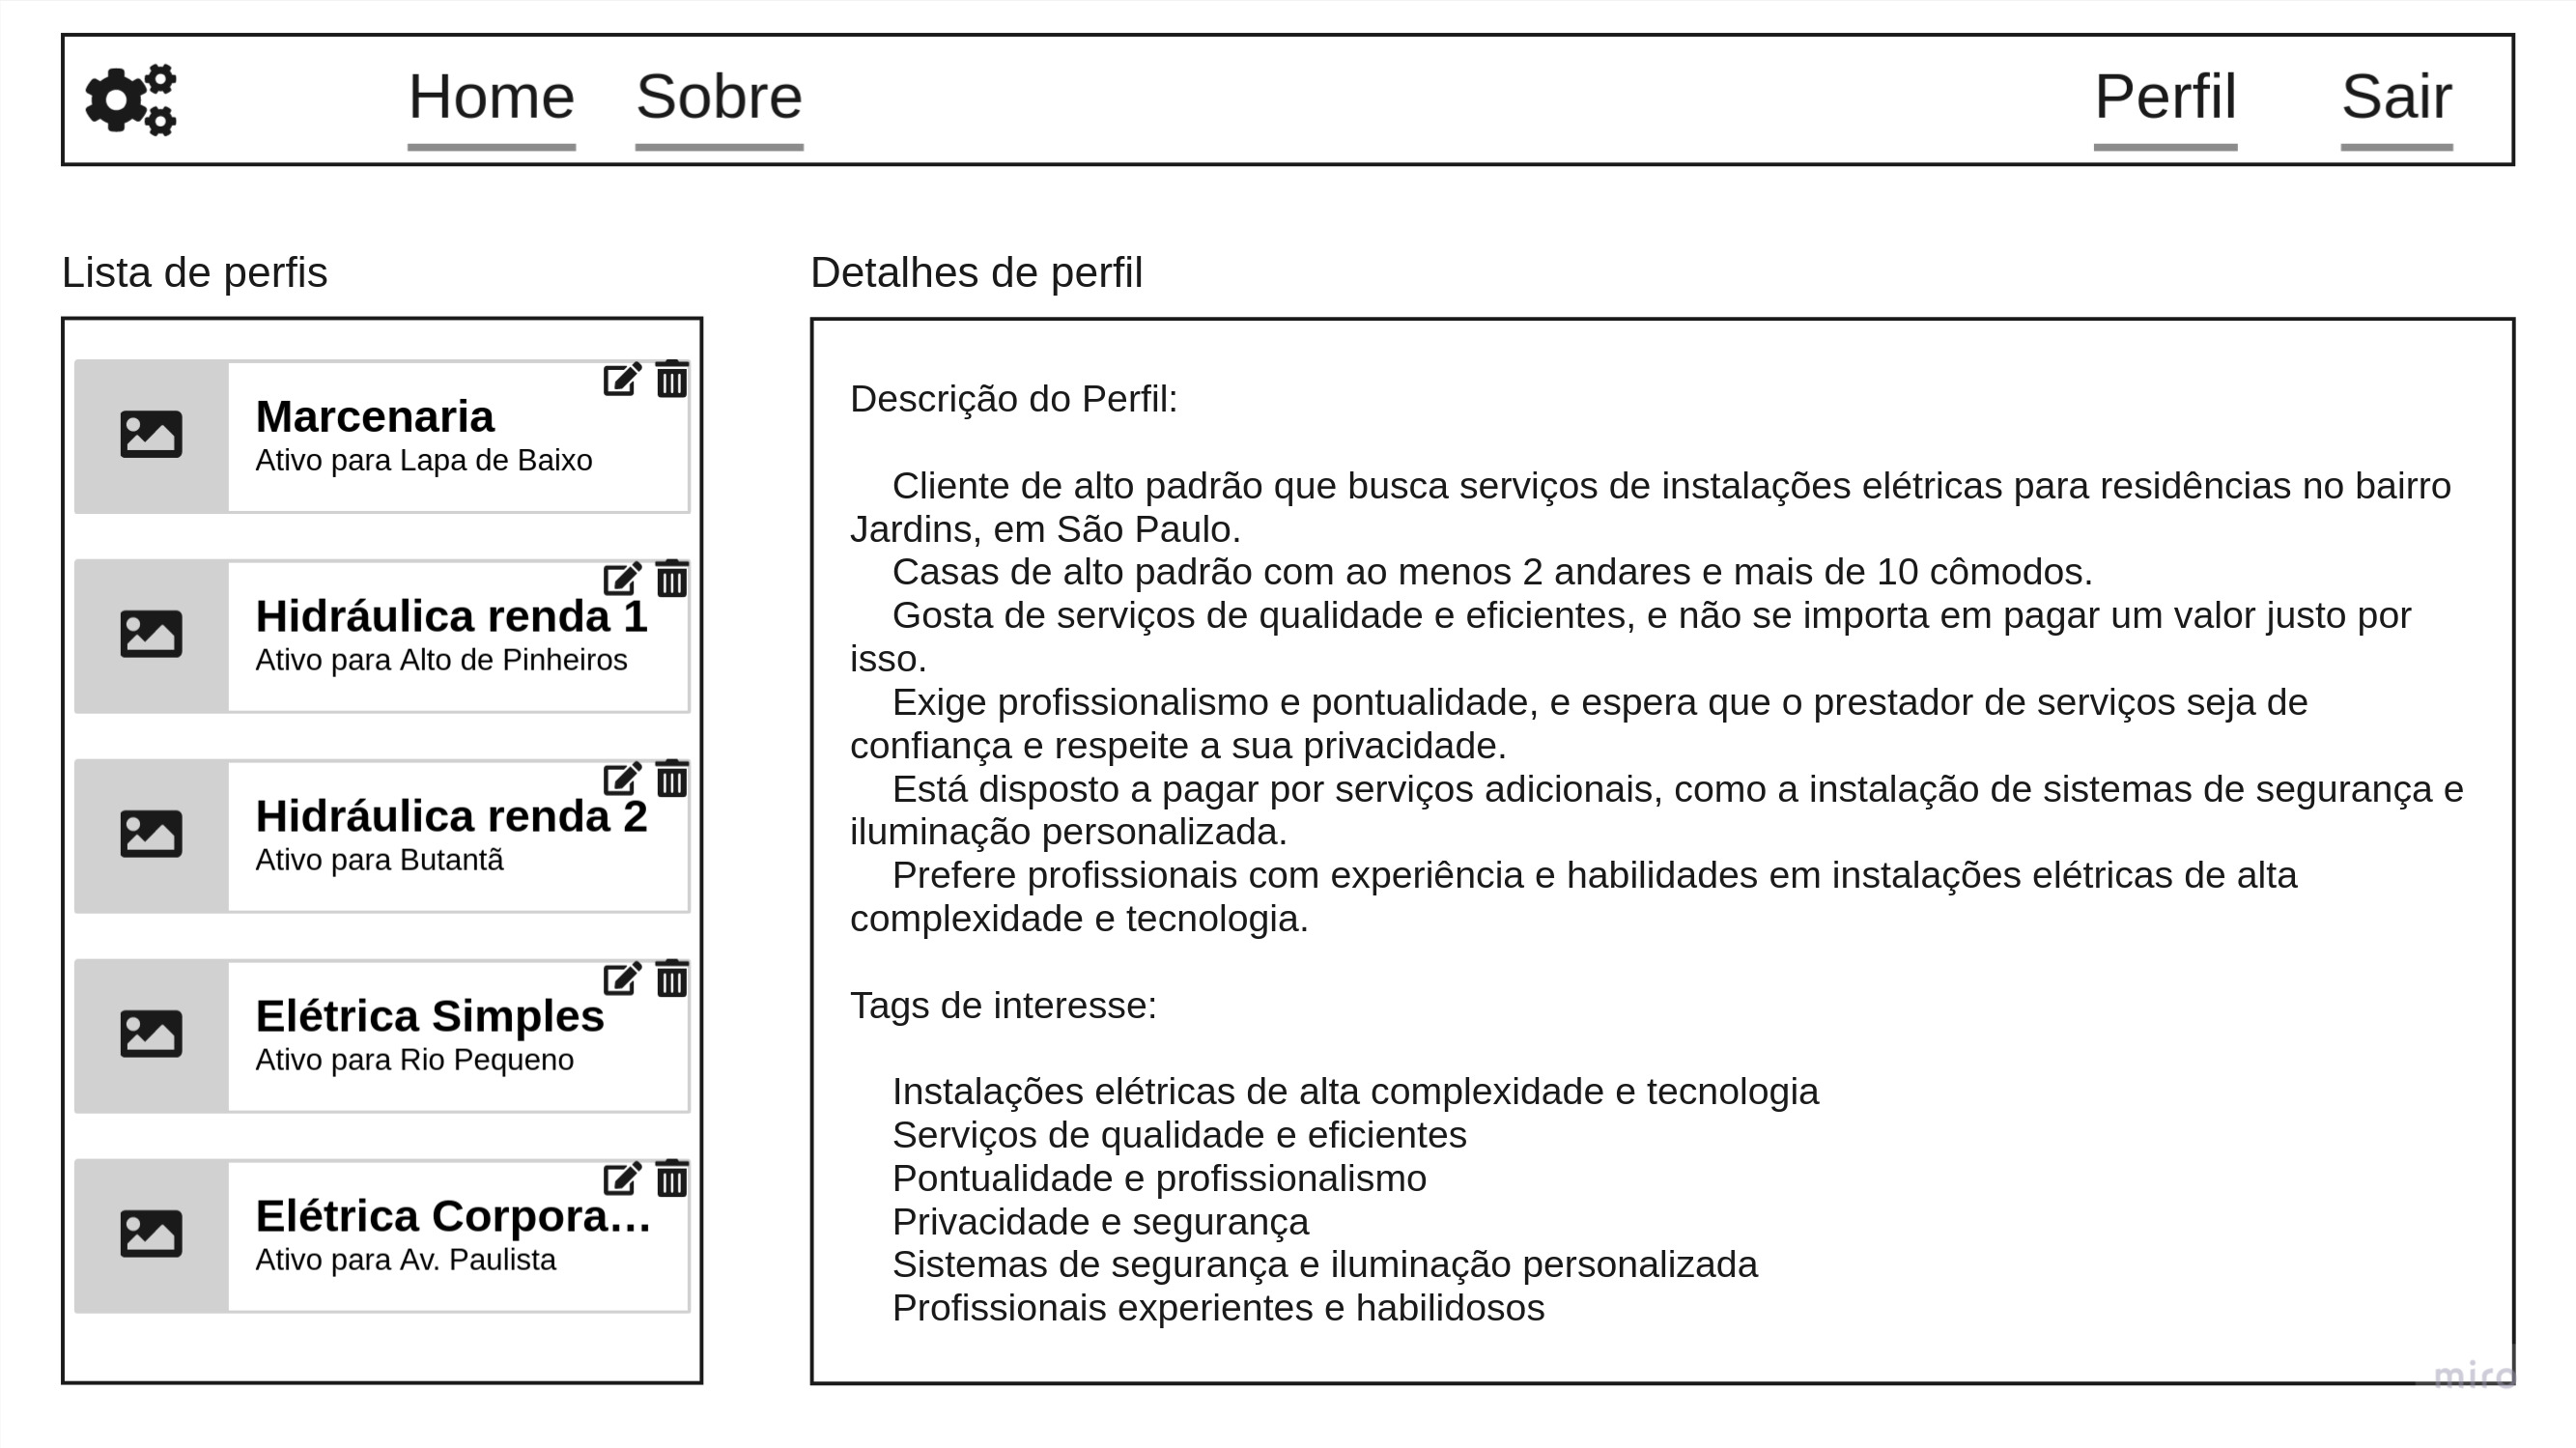 Home
Sobre
Perfil
Sair
Lista de perfis
Marcenaria
Ativo para Lapa de Baixo
Hidráulica renda 1
Ativo para Alto de Pinheiros
Hidráulica renda 2
Ativo para Butantã
Elétrica Simples
Ativo para Rio Pequeno
Elétrica Corpora...
Ativo para Av. Paulista
Detalhes de perfil
Descrição do Perfil:
Cliente de alto padrão que busca serviços de instalações elétricas para residências no bairro
Jardins, em São Paulo.
Casas de alto padrão com ao menos 2 andares e mais de 10 cômodos.
Gosta de serviços de qualidade e eficientes, e não se importa em pagar um valor justo por
isso.
Exige profissionalismo e pontualidade, e espera que o prestador de serviços seja de
confiança e respeite a sua privacidade.
Está disposto a pagar por serviços adicionais, como a instalação de sistemas de segurança e
iluminação personalizada.
Prefere profissionais com experiência e habilidades em instalações elétricas de alta
complexidade e tecnologia.
Tags de interesse:
Instalações elétricas de alta complexidade e tecnologia
Serviços de qualidade e eficientes
Pontualidade e profissionalismo
Privacidade e segurança
Sistemas de segurança e iluminação personalizada
Profissionais experientes e habilidosos
miro